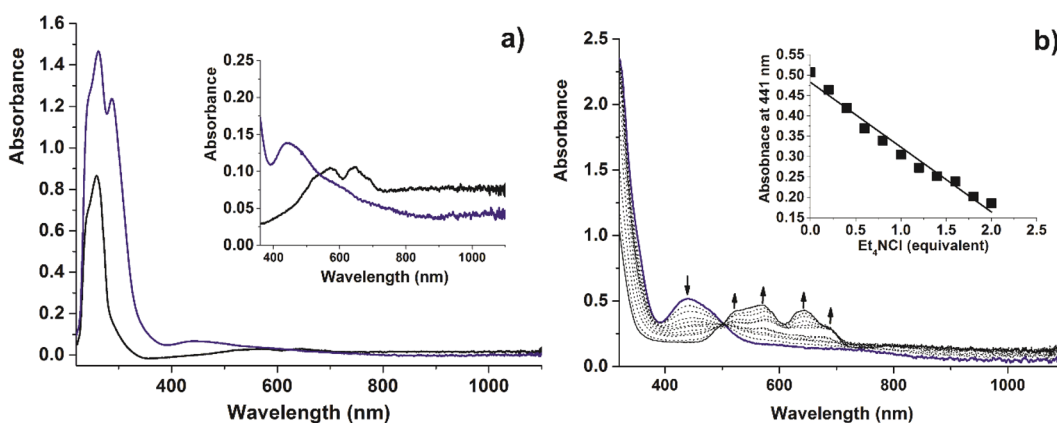 a)
Absorbance
1.6
1.4
1.2
1.0
0.8
0.6
0.4
0.2
0.0
400 600 800 1000
Wavelength (nm)
Absorbance
0.25
0.20
0.15
0.10
0.05
0.00
400 600 800 1000
Wavelength (nm)
b)
Absorbance
2.5
2.0
1.5
1.0
0.5
0.0
400 600 800 1000
Wavelength (nm)
Absobnace at 441 nm
0.55
0.50
0.45
0.40
0.35
0.30
0.25
0.20
0.15
0.0 0.5 1.0 1.5 2.0 2.5
Et₄NCl (equivalent)